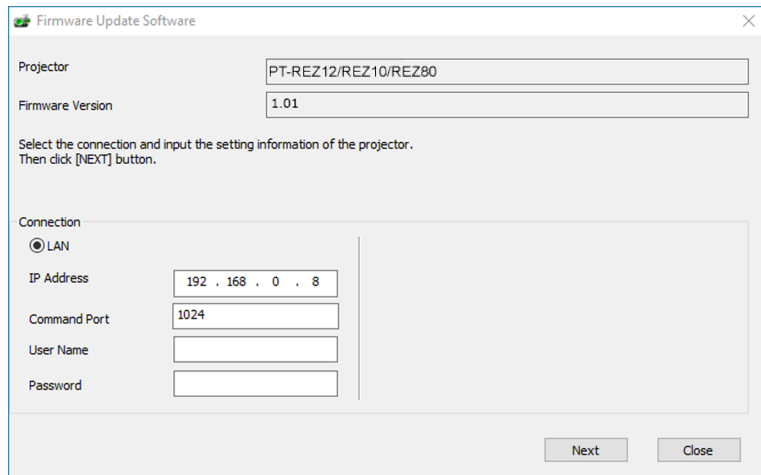 Firmware Update Software
Projector
PT-REZ12/REZ10/REZ80
Firmware Version
1.01
Select the connection and input the setting information of the projector.
Then click [NEXT] button.
Connection
LAN
IP Address
192 . 168 . 0 . 8
Command Port
1024
User Name
Password
Next
Close